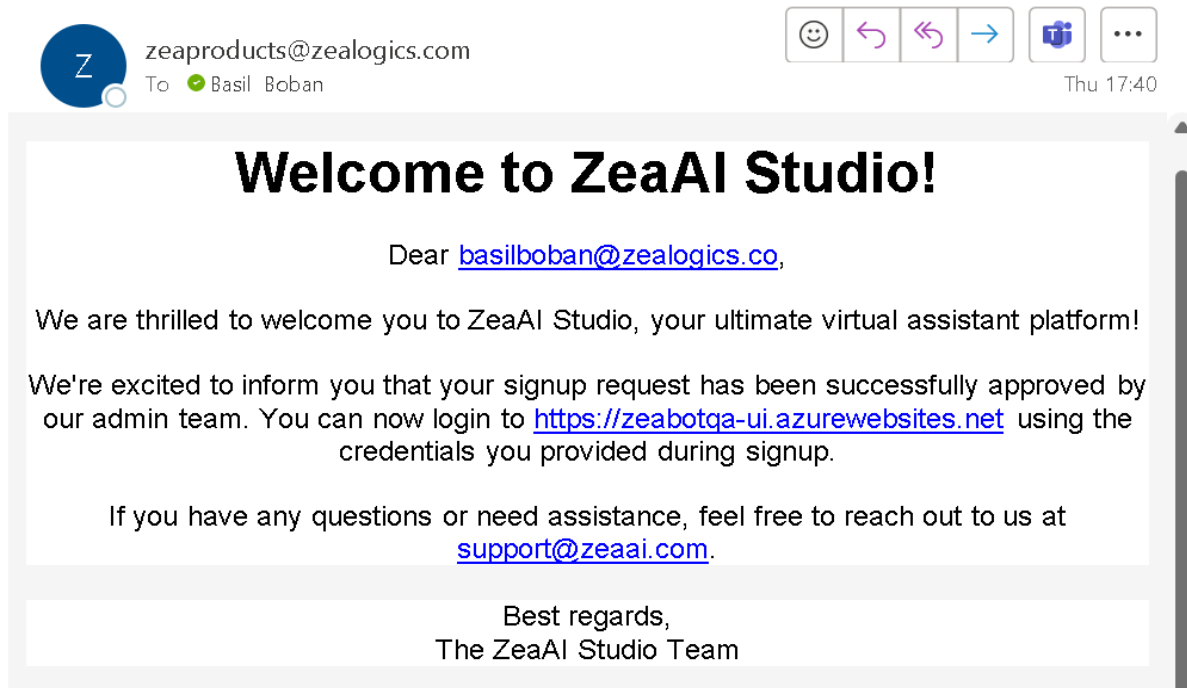 Z
zeaproducts@zealogics.com
To Basil Boban
Thu 17:40
Welcome to ZeaAI Studio!
Dear basilboban@zealogics.co,
We are thrilled to welcome you to ZeaAI Studio, your ultimate virtual assistant platform!
We're excited to inform you that your signup request has been successfully approved by
our admin team. You can now login to https://zeabotqa-ui.azurewebsites.net using the
credentials you provided during signup.
If you have any questions or need assistance, feel free to reach out to us at
support@zeaai.com.
Best regards,
The ZeaAI Studio Team